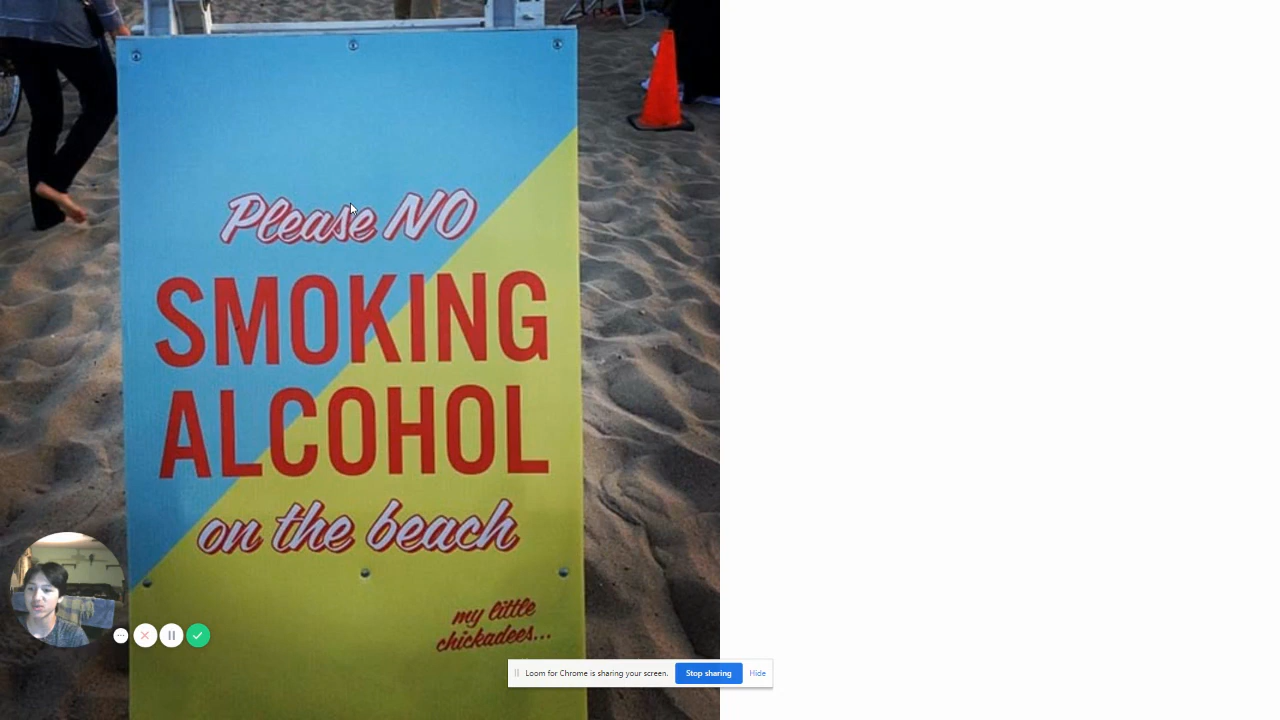 Please NO
SMOKING
ALCOHOL
on the beach
my little
chickadees...
Loom for Chrome is sharing your screen. Stop sharing Hide